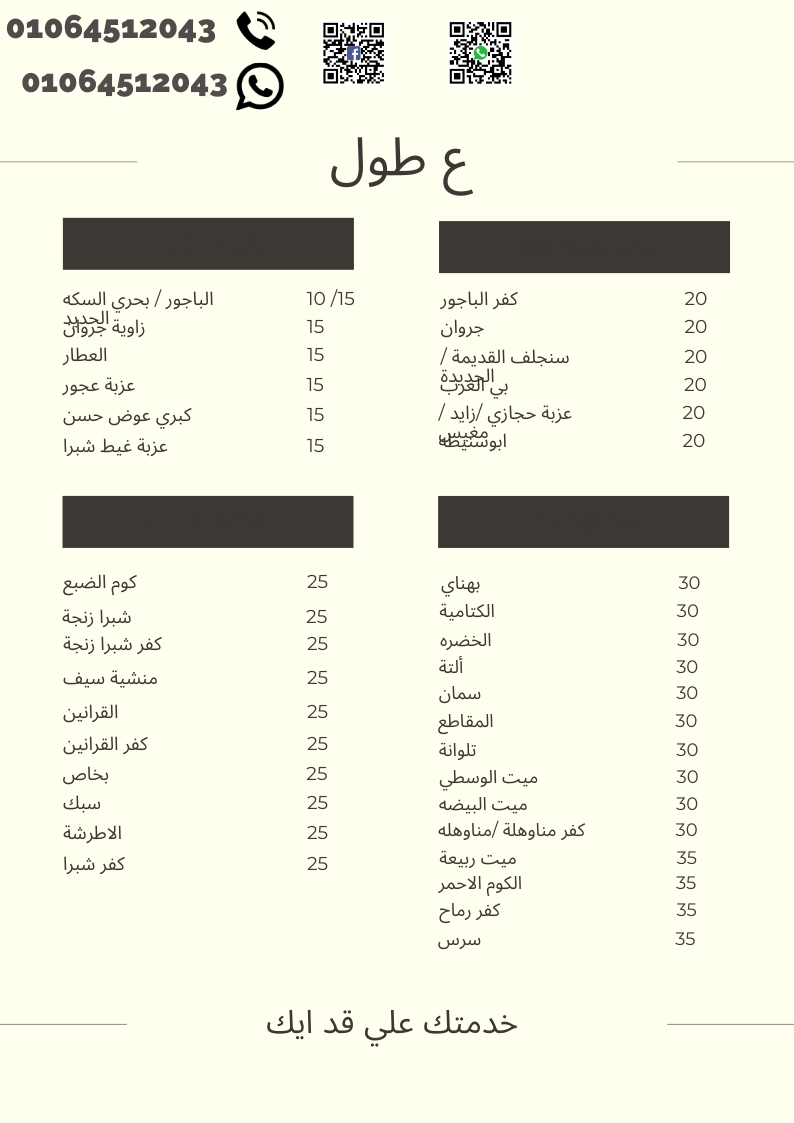 01064512043
01064512043
ع طول
الباجور / بحري السكه الحديد 10 /15
زاوية جروان 15
العطار 15
عزبة عجور 15
كبري عوض حسن 15
عزبة غيط شبرا 15
كفر الباجور 20
جروان 20
سنجلف القديمة / الجديدة 20
بي العرب 20
عزبة حجازي /زايد / مغيس 20
ابوسنيطه 20
كوم الضبع 25
شبرا زنجة 25
كفر شبرا زنجة 25
منشية سيف 25
القرانين 25
كفر القرانين 25
بخاص 25
سبك 25
الاطرشة 25
كفر شبرا 25
بهناي 30
الكتامية 30
الخضره 30
ألتة 30
سمان 30
المقاطع 30
تلوانة 30
ميت الوسطي 30
ميت البيضه 30
كفر مناوهلة /مناوهله 30
ميت ربيعة 35
الكوم الاحمر 35
كفر رماح 35
سرس 35
خدمتك علي قد ايك